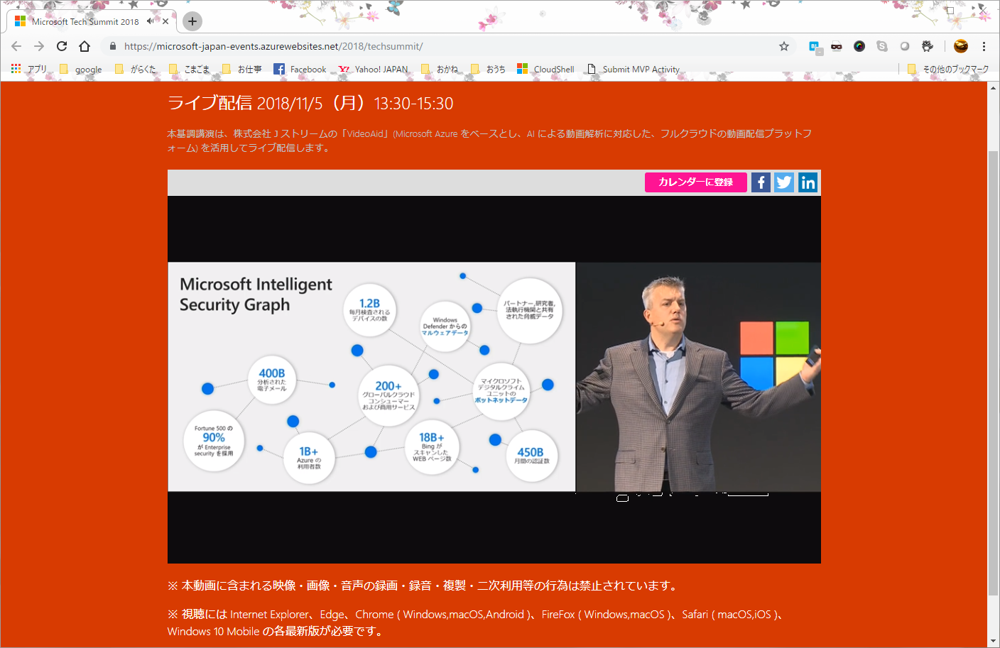 Microsoft Tech Summit 2018
https://microsoft-japan-events.azurewebsites.net/2018/techsummit/
アプリ google がらくた こまごま お仕事 Facebook Yahoo! JAPAN おかね おうち CloudShell Submit MVP Activity その他のブックマーク
ライブ配信 2018/11/5（月）13:30-15:30
本基調講演は、株式会社 J ストリームの「VideoAid」(Microsoft Azure をベースとし、AI による動画解析に対応した、フルクラウドの動画配信プラットフ
ォーム) を活用してライブ配信します。
カレンダーに登録
Microsoft Intelligent
Security Graph
1.2B
毎月検査される
デバイスの数
Windows
Defender からの
マルウェアデータ
パートナー,研究者,
法執行機関と共有
された脅威データ
400B
分析された
電子メール
200+
グローバルクラウド
コンシューマー
および商用サービス
マイクロソフト
デジタルクライム
ユニットの
ボットネットデータ
Fortune 500 の
90%
が Enterprise
security を採用
1B+
Azure の
利用者数
18B+
Bing が
スキャンした
WEB ページ数
450B
月間の認証数
※ 本動画に含まれる映像・画像・音声の録画・録音・複製・二次利用等の行為は禁止されています。
※ 視聴には Internet Explorer、Edge、Chrome ( Windows,macOS,Android )、FireFox ( Windows,macOS )、Safari ( macOS,iOS )、
Windows 10 Mobile の各最新版が必要です。